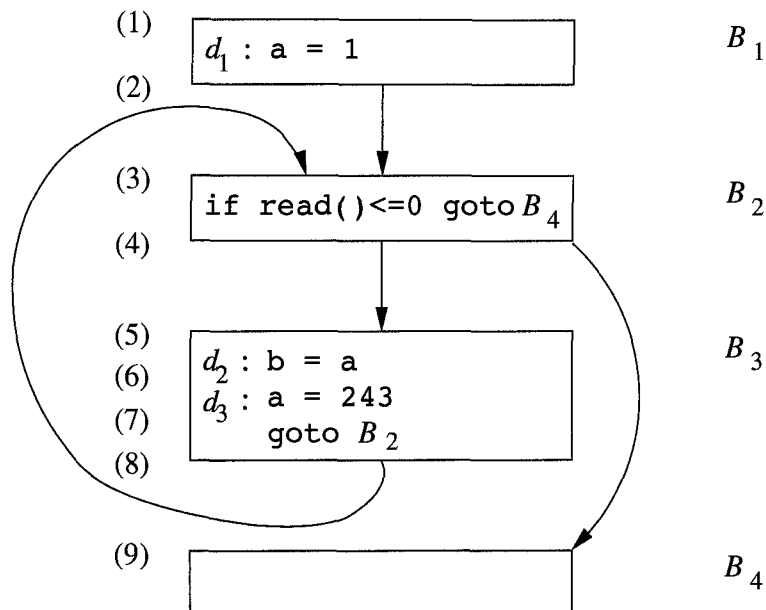 (1)
d1 : a = 1
B1
(2)
(3)
if read()<=0 goto B4
B2
(4)
(5)
d2 : b = a
B3
(6)
d3 : a = 243
(7)
goto B2
(8)
(9)
B4